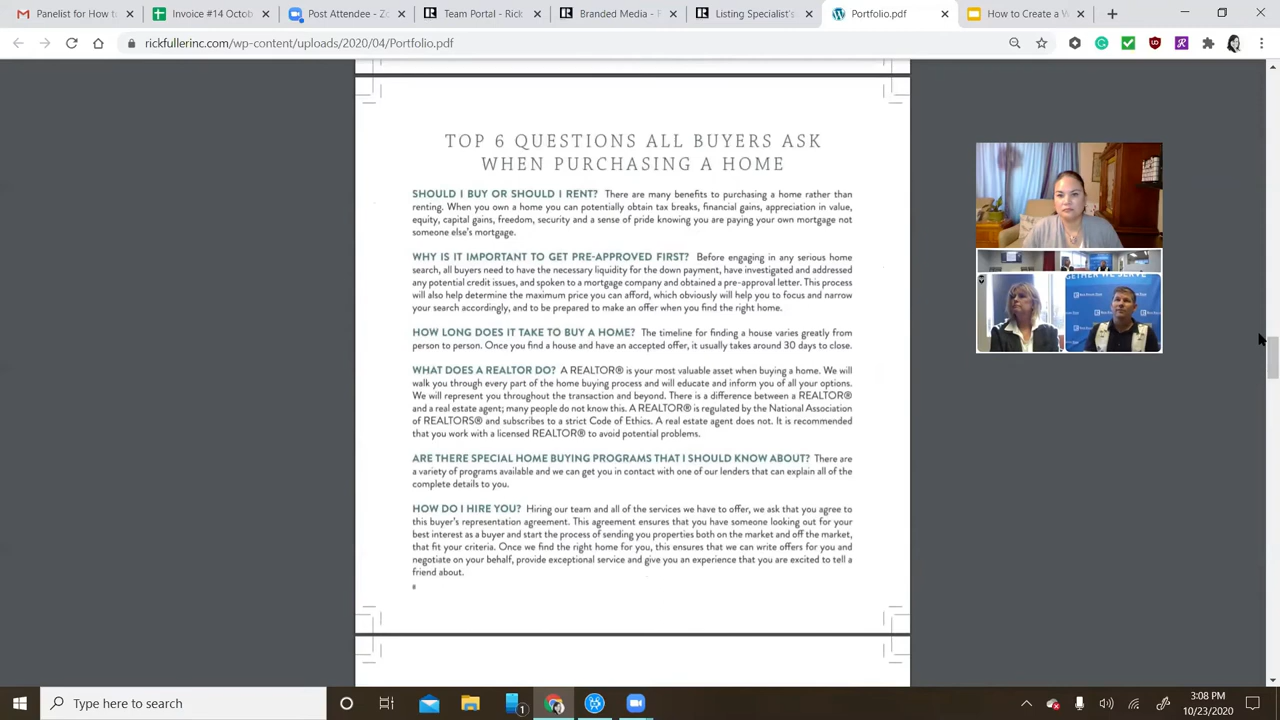 Panelist for How to
Invoice #14 Octob
Post Attendee - Zo
Top Tapping Trick
Branded Media - F
Listing Specialist's
Portfolio.pdf
How to Create a W
rickfullerinc.com/wp-content/uploads/2020/04/Portfolio.pdf
TOP 6 QUESTIONS ALL BUYERS ASK
WHEN PURCHASING A HOME
SHOULD I BUY OR SHOULD I RENT? There are many benefits to purchasing a home rather than
renting. When you own a home you can potentially obtain tax breaks, financial gains, appreciation in value,
equity, capital gains, freedom, security and a sense of pride knowing you are paying your own mortgage not
someone else's mortgage.
WHY IS IT IMPORTANT TO GET PRE-APPROVED FIRST? Before engaging in any serious home
search, all buyers need to have the necessary liquidity for the down payment, have investigated and addressed
any potential credit issues, and spoken to a mortgage company and obtained a pre-approval letter. This process
will also help determine the maximum price you can afford, which obviously will help you to focus and narrow
your search accordingly, and to be prepared to make an offer when you find the right home.
HOW LONG DOES IT TAKE TO BUY A HOME? The timeline for finding a house varies greatly from
person to person. Once you find a house and have an accepted offer, it usually takes around 30 days to close.
WHAT DOES A REALTOR DO? A REALTOR® is your most valuable asset when buying a home. We will
walk you through every part of the home buying process and will educate and inform you of all your options.
We will represent you throughout the transaction and beyond. There is a difference between a REALTOR®
and a real estate agent; many people do not know this. A REALTOR® is regulated by the National Association
of REALTORS® and subscribes to a strict Code of Ethics. A real estate agent does not. It is recommended
that you work with a licensed REALTOR® to avoid potential problems.
ARE THERE SPECIAL HOME BUYING PROGRAMS THAT I SHOULD KNOW ABOUT? There are
a variety of programs available and we can get you in contact with one of our lenders that can explain all of the
complete details to you.
HOW DO I HIRE YOU? Hiring our team and all of the services we have to offer, we ask that you agree to
this buyer's representation agreement. This agreement ensures that you have someone looking out for your
best interest as a buyer and start the process of sending you properties both on the market and off the market,
that fit your criteria. Once we find the right home for you, this ensures that we can write offers for you and
negotiate on your behalf, provide exceptional service and give you an experience that you are excited to tell a
friend about.
Type here to search
1
3:08 PM
10/23/2020